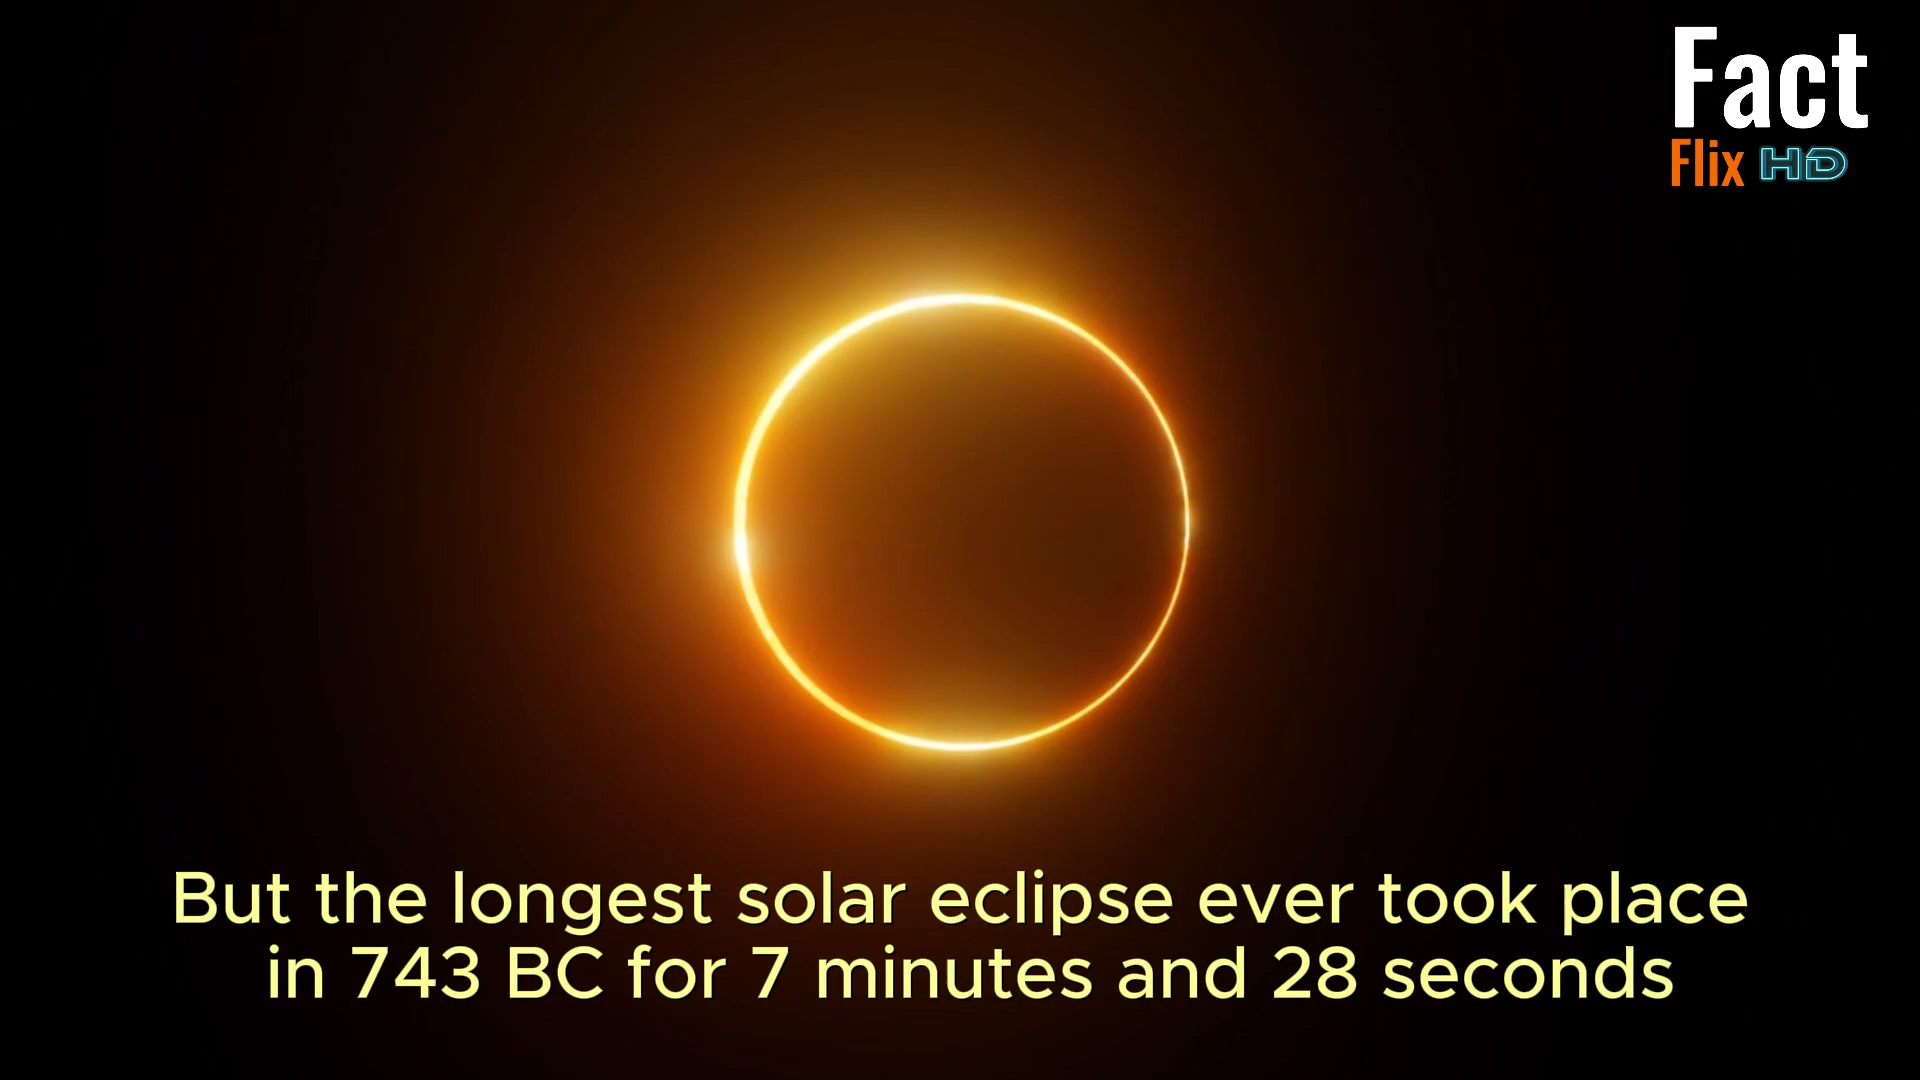 Fact
Flix HD
But the longest solar eclipse ever took place
in 743 BC for 7 minutes and 28 seconds